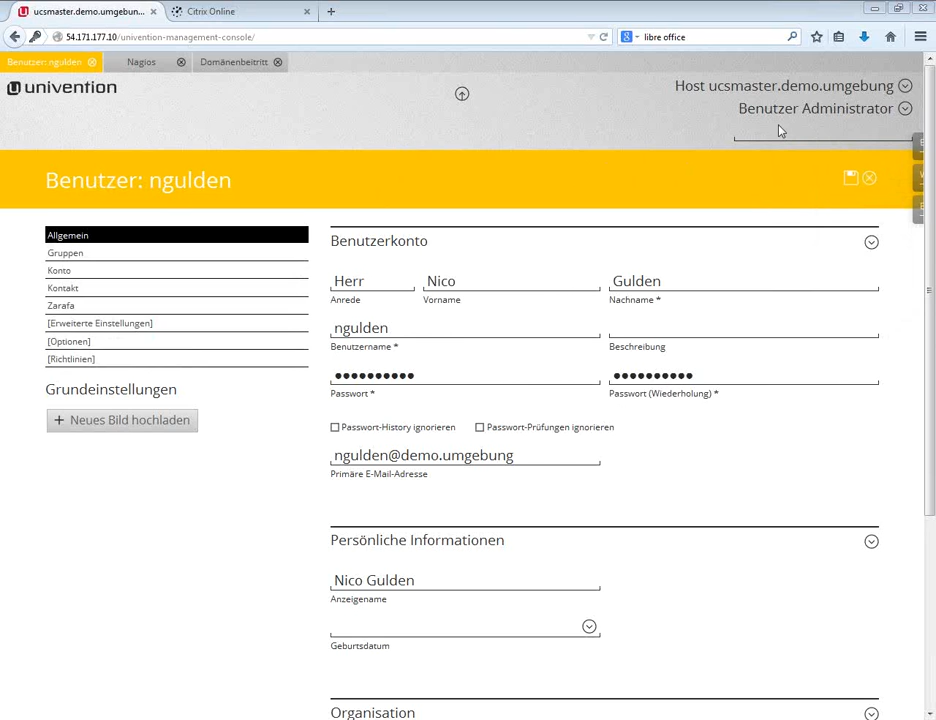 ucsmaster.demo.umgebun...
Citrix Online
54.171.177.10/univention-management-console/
libre office
Benutzer: ngulden
Nagios
Domänenbeitritt
univention
Host ucsmaster.demo.umgebung
Benutzer Administrator
Benutzer: ngulden
Allgemein
Gruppen
Konto
Kontakt
Zarafa
[Erweiterte Einstellungen]
[Optionen]
[Richtlinien]
Grundeinstellungen
+ Neues Bild hochladen
Benutzerkonto
Herr
Nico
Gulden
Anrede
Vorname
Nachname *
ngulden
Benutzername *
Beschreibung
●●●●●●●●●●
●●●●●●●●●●
Passwort *
Passwort (Wiederholung) *
Passwort-History ignorieren
Passwort-Prüfungen ignorieren
ngulden@demo.umgebung
Primäre E-Mail-Adresse
Persönliche Informationen
Nico Gulden
Anzeigename
Geburtsdatum
Organisation